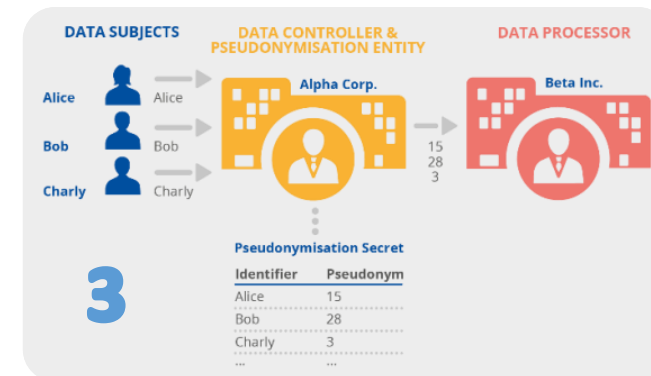 DATA SUBJECTS
DATA CONTROLLER &
PSEUDONYMISATION ENTITY
DATA PROCESSOR
Alpha Corp.
Beta Inc.
Alice
Alice
Bob
Bob
Charly
Charly
15
28
3
Pseudonymisation Secret
Identifier Pseudonym
Alice 15
Bob 28
Charly 3
... ...
3